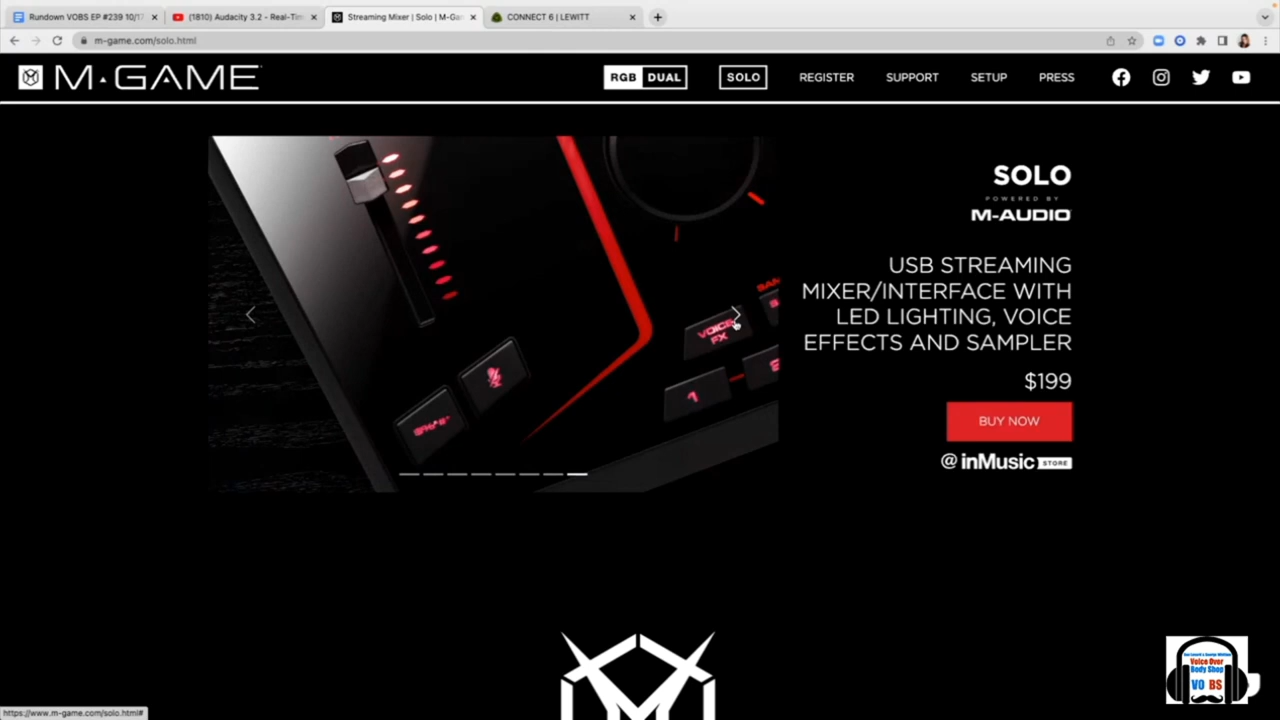 Rundown VOBS EP #239 10/17
(1810) Audacity 3.2 - Real-Tim
Streaming Mixer | Solo | M-Gam
CONNECT 6 | LEWITT
m-game.com/solo.html
M·GAME
RGB DUAL
SOLO
REGISTER
SUPPORT
SETUP
PRESS
SOLO
POWERED BY
M-AUDIO
USB STREAMING
MIXER/INTERFACE WITH
LED LIGHTING, VOICE
EFFECTS AND SAMPLER
$199
BUY NOW
@ inMusic STORE
VOICE
FX
1
Voice Over
Body Shop
VO BS
https://www.m-game.com/solo.html#